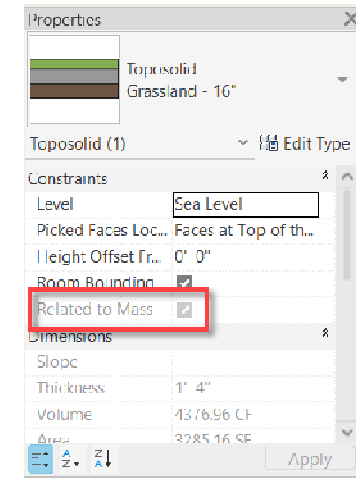 Properties
Toposolid
Grassland - 16"
Toposolid (1)
Edit Type
Constraints
Level Sea Level
Picked Faces Loc... Faces at Top of th...
Height Offset Fr... 0' 0"
Room Bounding
Related to Mass
Dimensions
Slope
Thickness 1' 4"
Volume 4376.96 CF
Area 3285.16 SF
Apply